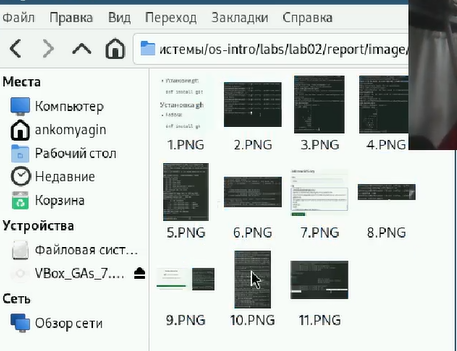 Файл Правка Вид Переход Закладки Справка
истемы/os-intro/labs/lab02/report/image/
Места
Компьютер
ankomyagin
Рабочий стол
Недавние
Корзина
Устройства
Файловая сист...
VBox_GAs_7....
Сеть
Обзор сети
1.PNG 2.PNG 3.PNG 4.PNG
5.PNG 6.PNG 7.PNG 8.PNG
9.PNG 10.PNG 11.PNG